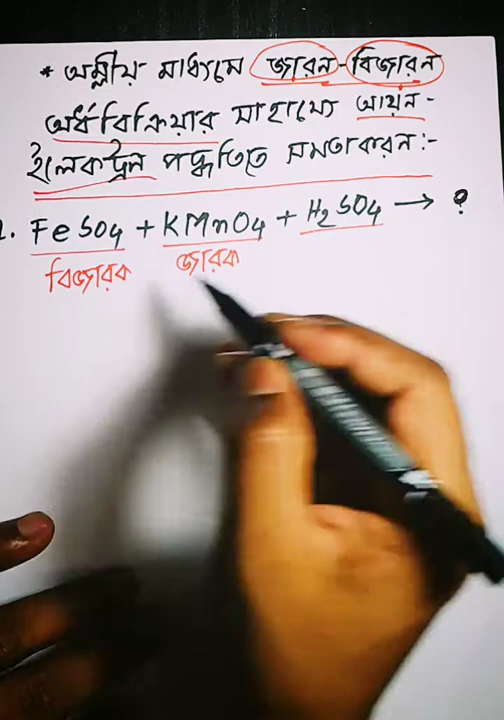 * অম্লীয় মাধ্যমে জারন-বিজারন
অর্ধবিক্রিয়ার সাহায্যে আয়ন-
ইলেকট্রন পদ্ধতিতে সমতাকরন:-
1. FeSO4 + KMnO4 + H2SO4 → ?
বিজারক জারক